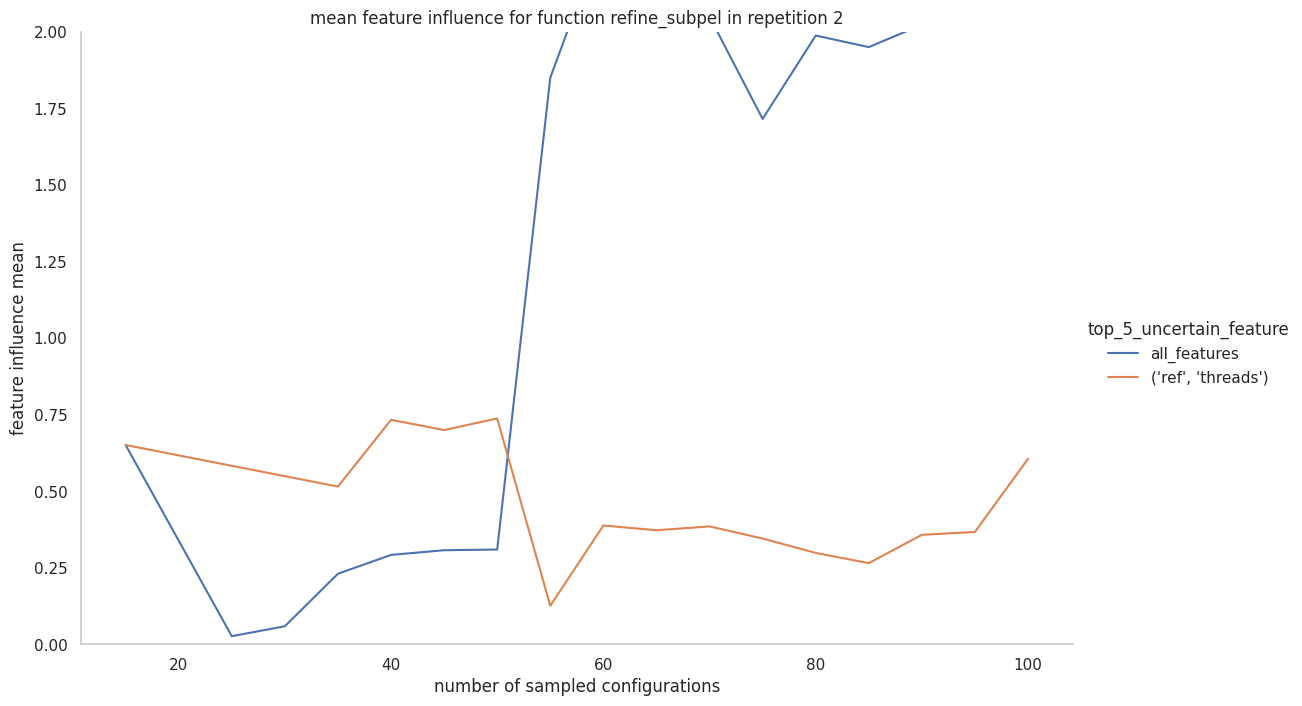 mean feature influence for function refine_subpel in repetition 2
2.00
1.75
1.50
1.25
1.00
0.75
0.50
0.25
0.00
feature influence mean
20 40 60 80 100
number of sampled configurations
top_5_uncertain_feature
all_features
('ref', 'threads')